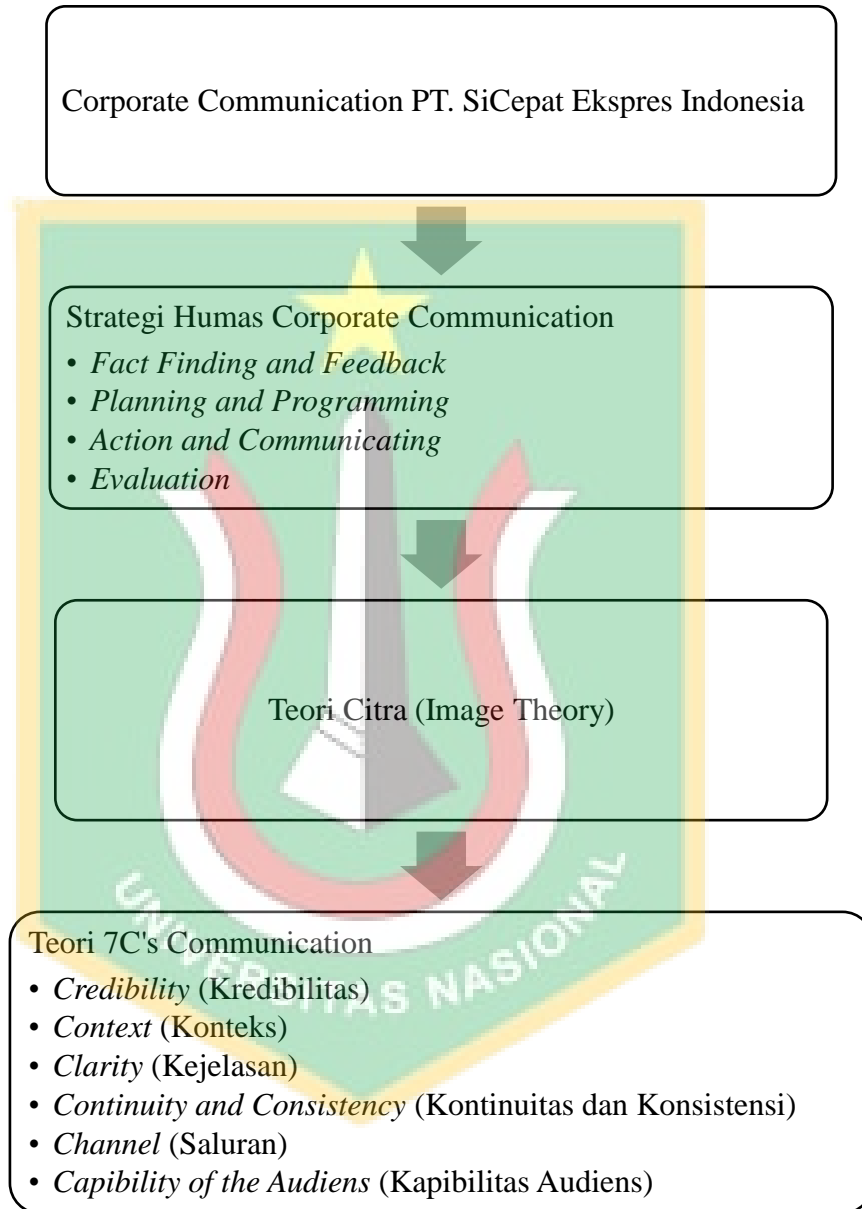 Corporate Communication PT. SiCepat Ekspres Indonesia
Strategi Humas Corporate Communication
• Fact Finding and Feedback
• Planning and Programming
• Action and Communicating
• Evaluation
Teori Citra (Image Theory)
UNIVERSITAS NASIONAL
Teori 7C's Communication
• Credibility (Kredibilitas)
• Context (Konteks)
• Clarity (Kejelasan)
• Continuity and Consistency (Kontinuitas dan Konsistensi)
• Channel (Saluran)
• Capibility of the Audiens (Kapibilitas Audiens)